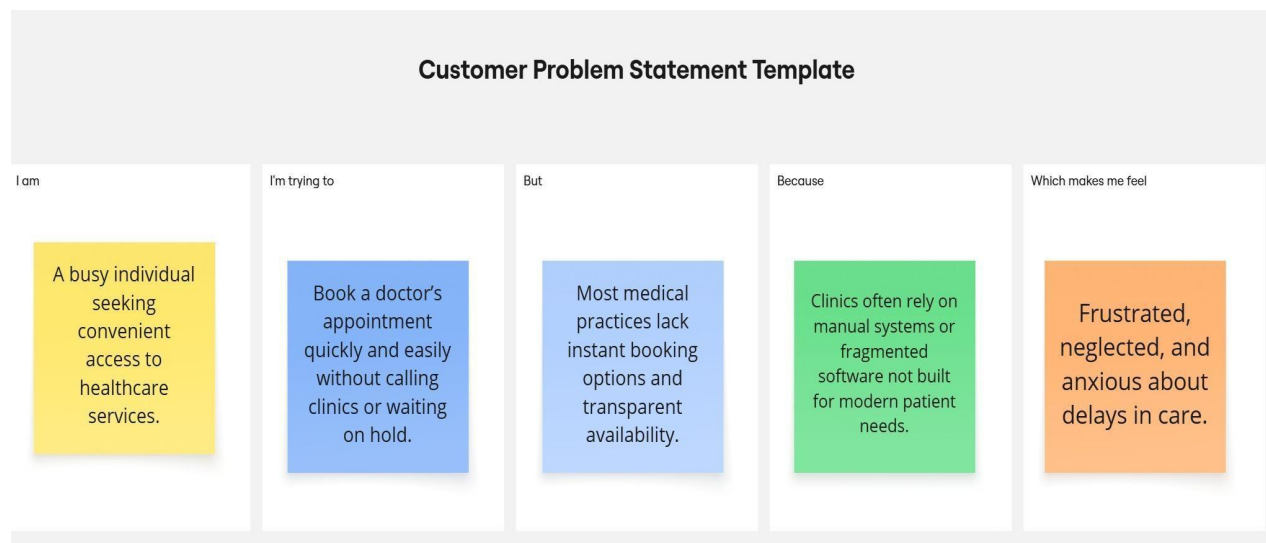 Customer Problem Statement Template
I am
A busy individual
seeking
convenient
access to
healthcare
services.
I'm trying to
Book a doctor’s
appointment
quickly and easily
without calling
clinics or waiting
on hold.
But
Most medical
practices lack
instant booking
options and
transparent
availability.
Because
Clinics often rely on
manual systems or
fragmented
software not built
for modern patient
needs.
Which makes me feel
Frustrated,
neglected, and
anxious about
delays in care.